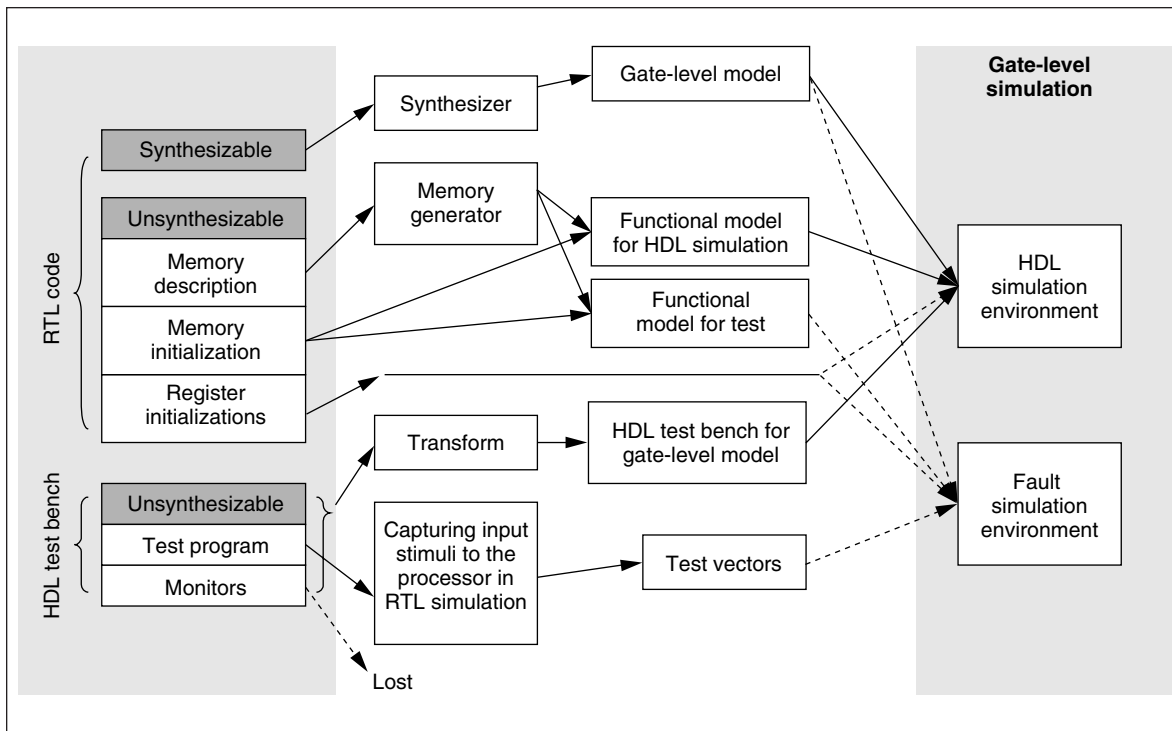 Gate-level model
Gate-level
simulation
Synthesizer
Synthesizable
Memory
generator
Unsynthesizable
Functional model
for HDL simulation
Memory
description
HDL
simulation
environment
RTL code
Functional
model for test
Memory
initialization
Register
initializations
Transform
HDL test bench for
gate-level model
HDL test bench
Unsynthesizable
Test program
Monitors
Capturing input
stimuli to the
processor in
RTL simulation
Test vectors
Fault
simulation
environment
Lost